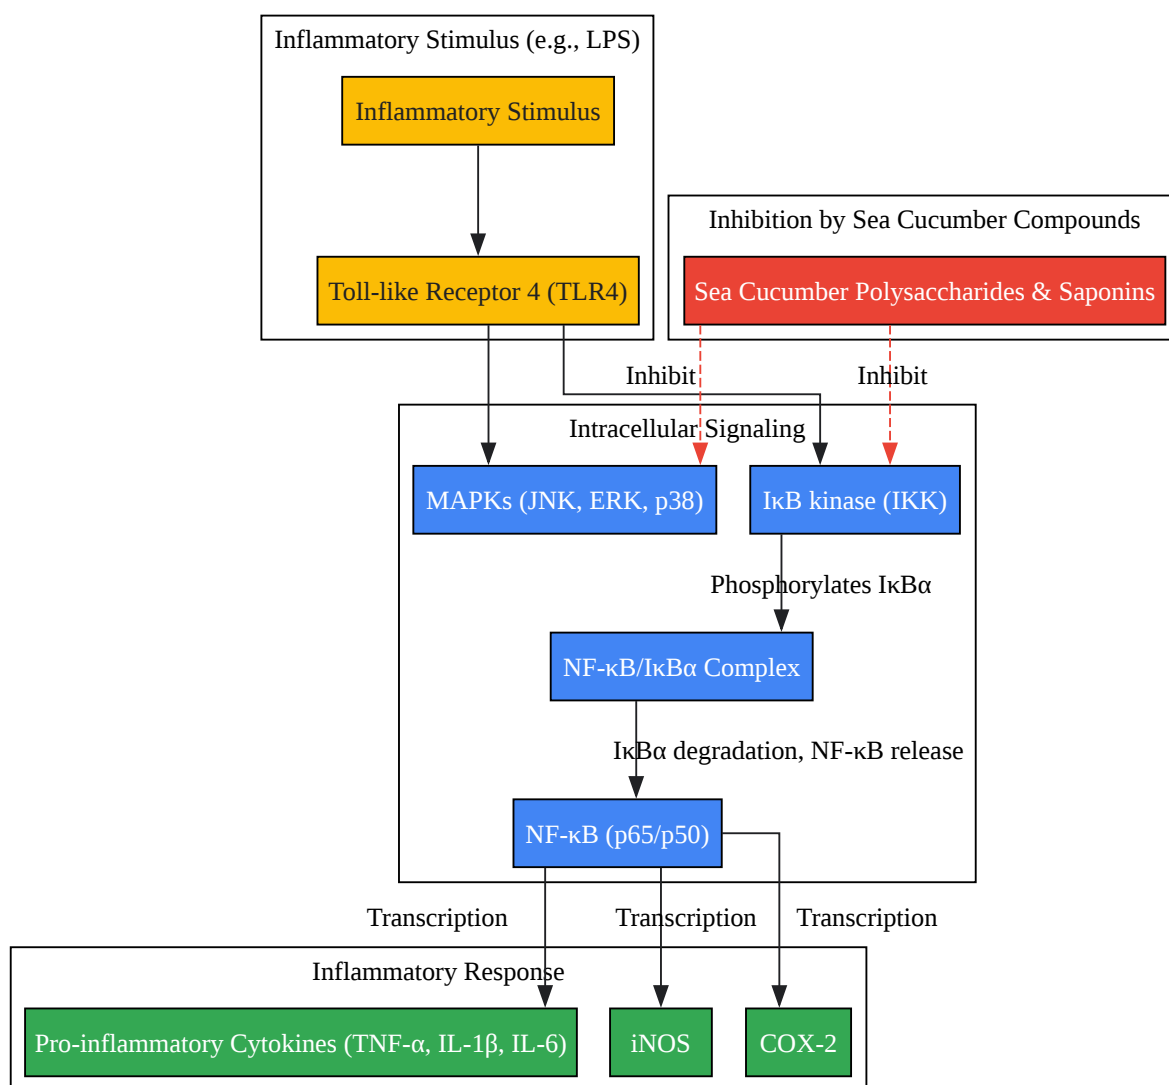 Inflammatory Stimulus (e.g., LPS)
Inflammatory Stimulus
Inhibition by Sea Cucumber Compounds
Toll-like Receptor 4 (TLR4)
Sea Cucumber Polysaccharides & Saponins
Inhibit
Inhibit
Intracellular Signaling
MAPKs (JNK, ERK, p38)
IκB kinase (IKK)
Phosphorylates IκBα
NF-κB/IκBα Complex
IκBα degradation, NF-κB release
NF-κB (p65/p50)
Transcription
Transcription
Transcription
Inflammatory Response
Pro-inflammatory Cytokines (TNF-α, IL-1β, IL-6)
iNOS
COX-2